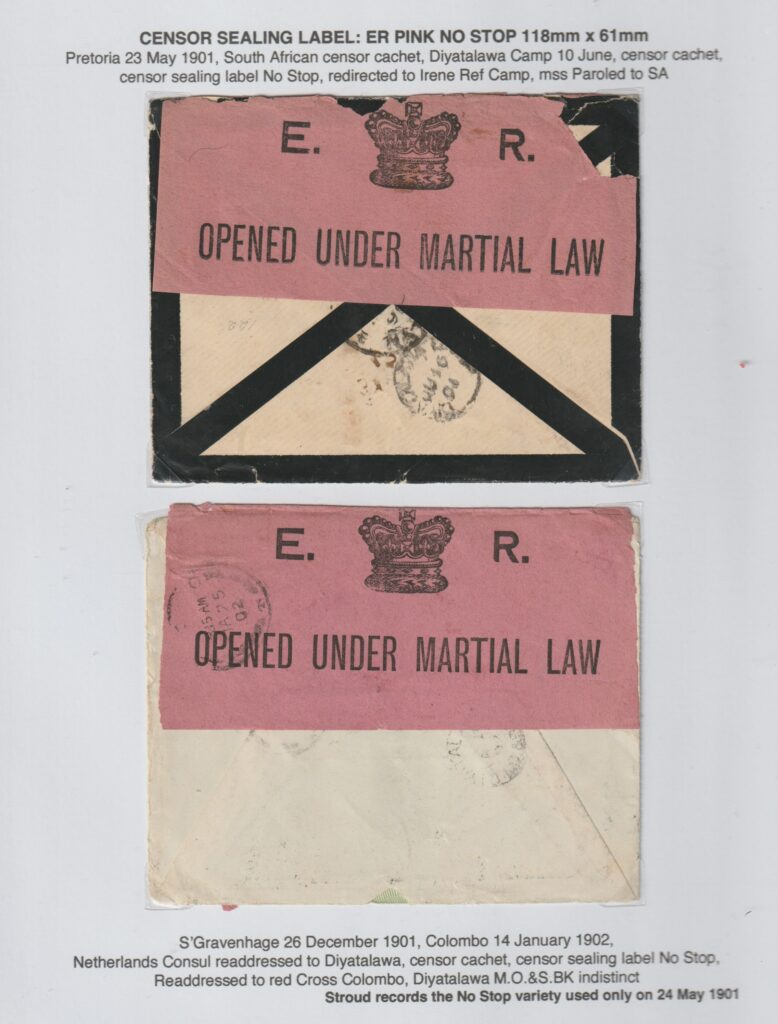 CENSOR SEALING LABEL: ER PINK NO STOP 118mm x 61mm
Pretoria 23 May 1901, South African censor cachet, Diyatalawa Camp 10 June, censor cachet,
censor sealing label No Stop, redirected to Irene Ref Camp, mss Paroled to SA
E. R.
OPENED UNDER MARTIAL LAW
E. R.
OPENED UNDER MARTIAL LAW
S'Gravenhage 26 December 1901, Colombo 14 January 1902,
Netherlands Consul readdressed to Diyatalawa, censor cachet, censor sealing label No Stop,
Readdressed to red Cross Colombo, Diyatalawa M.O.&S.BK indistinct
Stroud records the No Stop variety used only on 24 May 1901